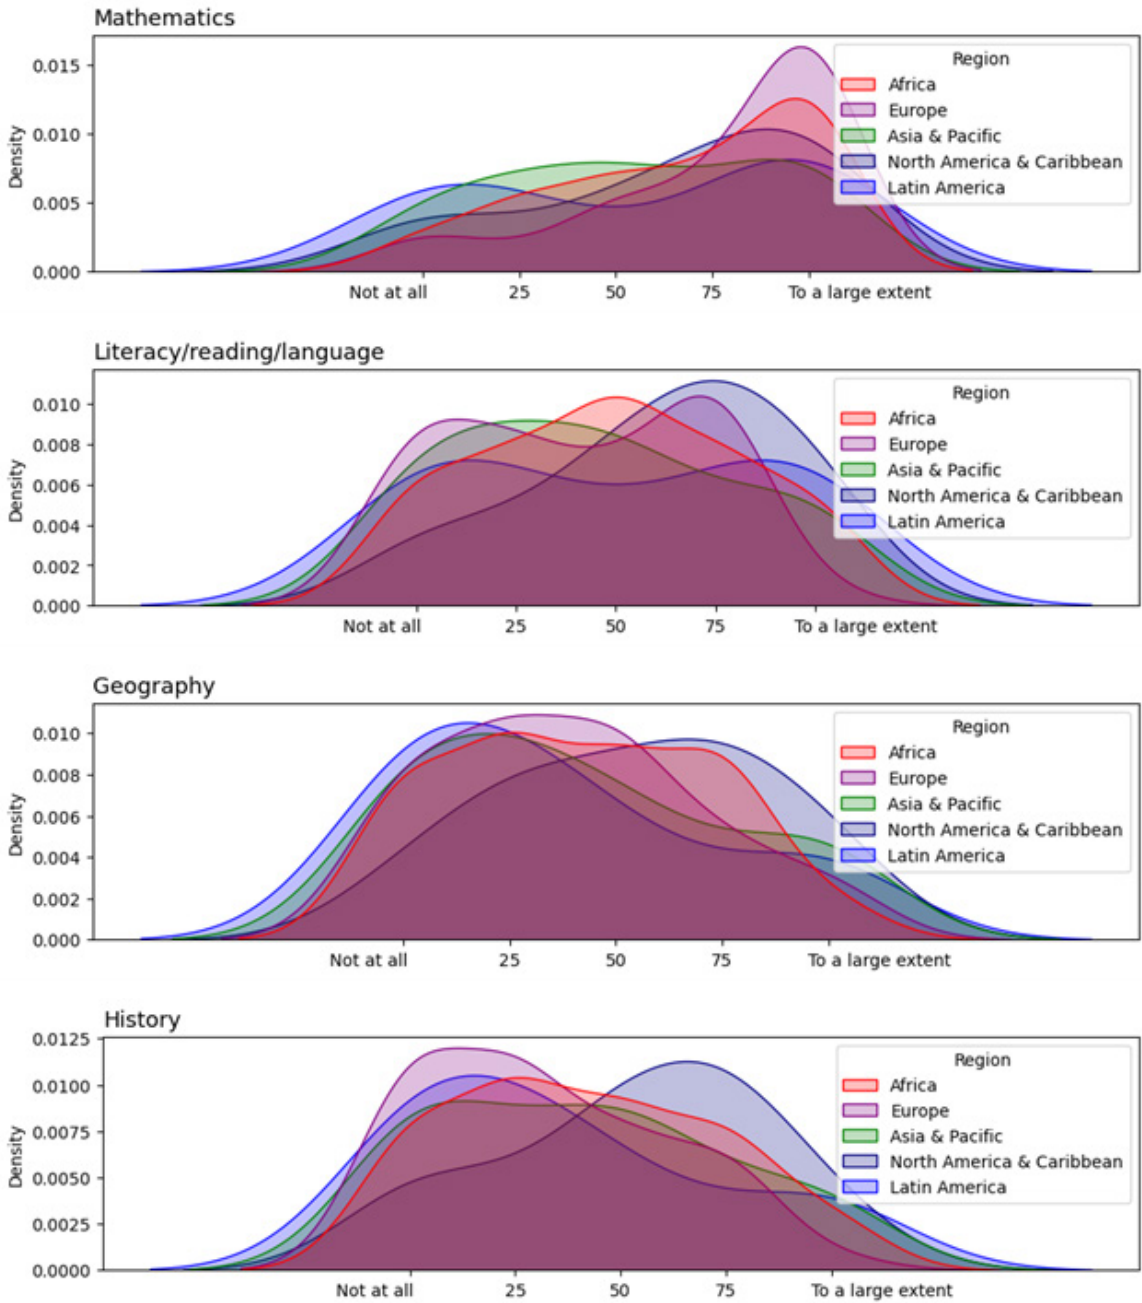 Mathematics
Density
0.015
0.010
0.005
0.000
Region
Africa
Europe
Asia & Pacific
North America & Caribbean
Latin America
Not at all 25 50 75 To a large extent
Literacy/reading/language
Density
0.010
0.008
0.006
0.004
0.002
0.000
Region
Africa
Europe
Asia & Pacific
North America & Caribbean
Latin America
Not at all 25 50 75 To a large extent
Geography
Density
0.010
0.008
0.006
0.004
0.002
0.000
Region
Africa
Europe
Asia & Pacific
North America & Caribbean
Latin America
Not at all 25 50 75 To a large extent
History
Density
0.0125
0.0100
0.0075
0.0050
0.0025
0.0000
Region
Africa
Europe
Asia & Pacific
North America & Caribbean
Latin America
Not at all 25 50 75 To a large extent